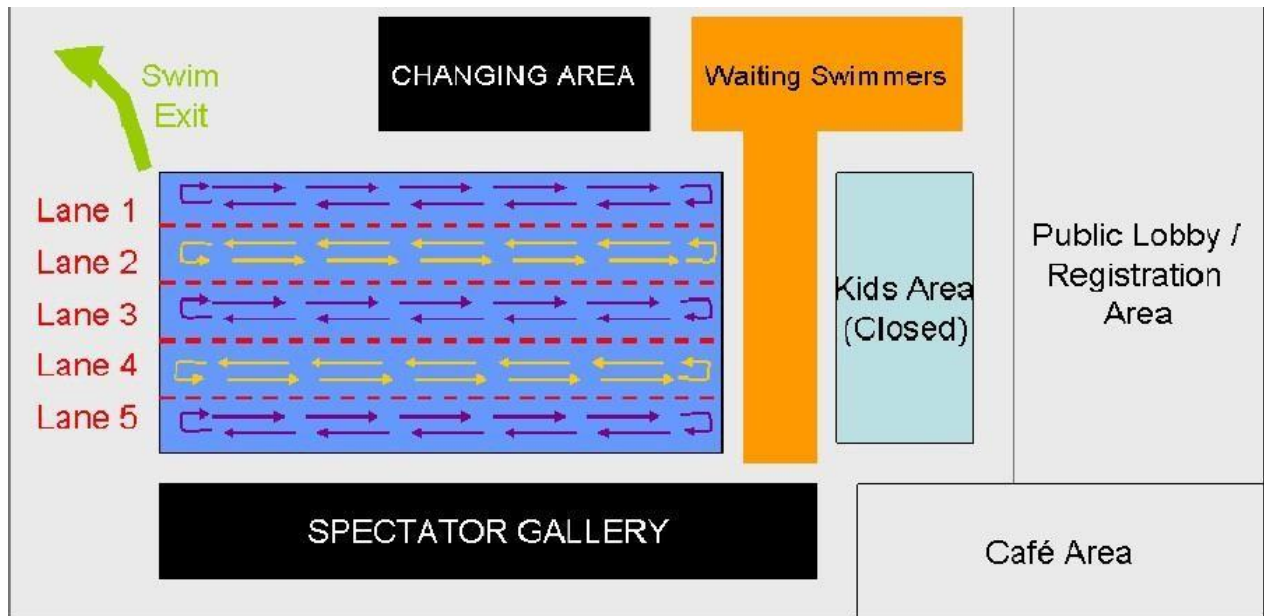 CHANGING AREA
Waiting Swimmers
Swim
Exit
Lane 1
Lane 2
Lane 3
Lane 4
Lane 5
Kids Area
(Closed)
Public Lobby /
Registration
Area
SPECTATOR GALLERY
Café Area